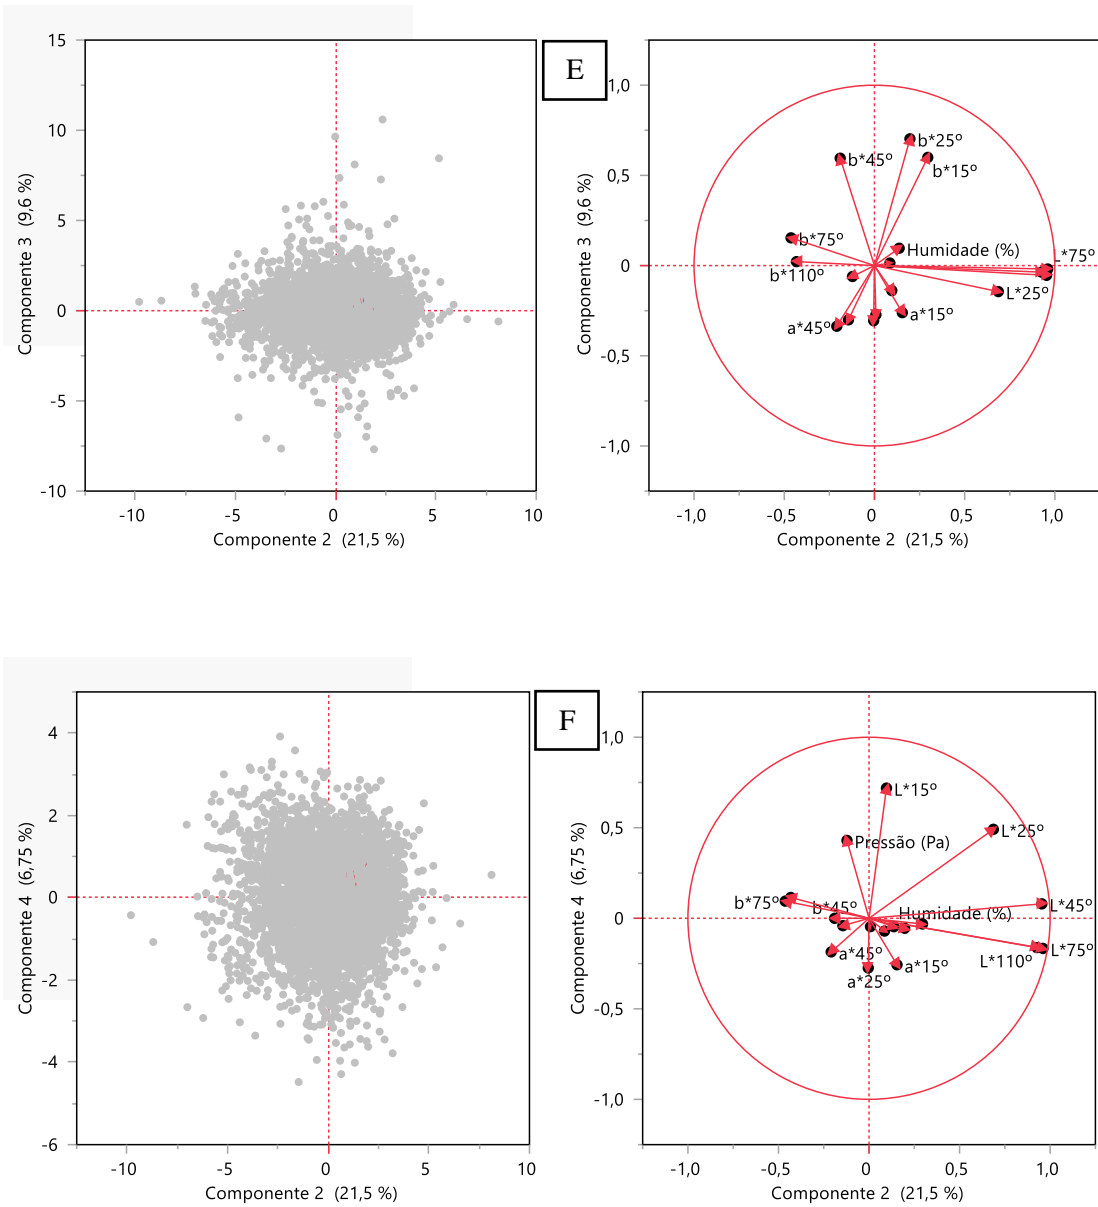 15
10
5
0
-5
-10
Componente 3 (9,6 %)
-10
-5
0
5
10
Componente 2 (21,5 %)
E
1,0
0,5
0
-0,5
-1,0
Componente 3 (9,6 %)
b*25º
b*45º
b*15º
b*75º
Humidade (%)
-*75º
b*110º
L*25º
a*15º
a*45º
-1,0
-0,5
0
0,5
1,0
Componente 2 (21,5 %)
4
2
0
-2
-4
-6
Componente 4 (6,75 %)
-10
-5
0
5
Componente 2 (21,5 %)
F
1,0
0,5
0
-0,5
-1,0
Componente 4 (6,75 %)
L*15º
L*25º
Pressão (Pa)
b*75º
b*45º
Humidade (%)
L*45º
a*45º
L*110º
L*75º
a*15º
a*25º
-1,0
-0,5
0
0,5
1,0
Componente 2 (21,5 %)